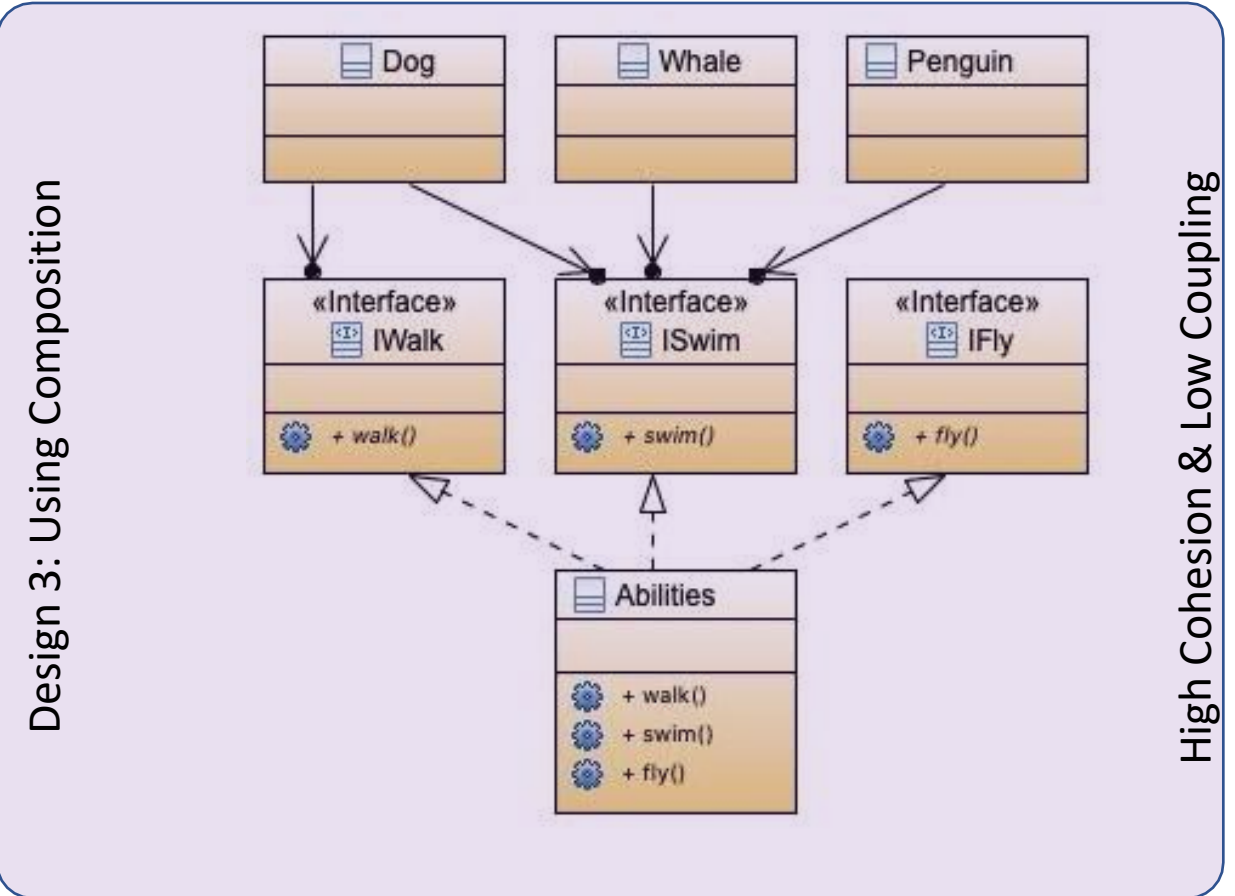 Design 3: Using Composition
Dog
Whale
Penguin
«Interface»
IWalk
+ walk()
«Interface»
ISwim
+ swim()
«Interface»
IFly
+ fly()
Abilities
+ walk()
+ swim()
+ fly()
High Cohesion & Low Coupling